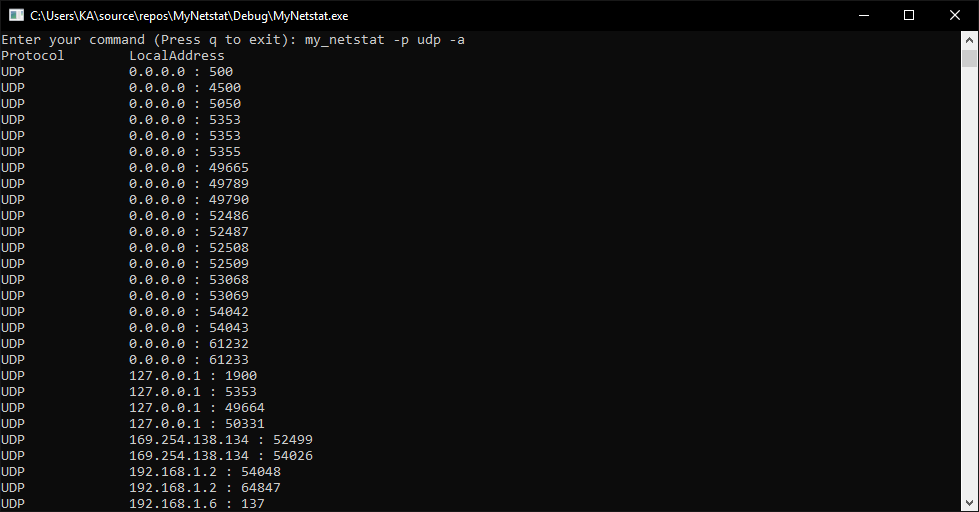 C:\Users\KA\source\repos\MyNetstat\Debug\MyNetstat.exe
Enter your command (Press q to exit): my_netstat -p udp -a
Protocol LocalAddress
UDP 0.0.0.0 : 500
UDP 0.0.0.0 : 4500
UDP 0.0.0.0 : 5050
UDP 0.0.0.0 : 5353
UDP 0.0.0.0 : 5353
UDP 0.0.0.0 : 5355
UDP 0.0.0.0 : 49665
UDP 0.0.0.0 : 49789
UDP 0.0.0.0 : 49790
UDP 0.0.0.0 : 52486
UDP 0.0.0.0 : 52487
UDP 0.0.0.0 : 52508
UDP 0.0.0.0 : 52509
UDP 0.0.0.0 : 53068
UDP 0.0.0.0 : 53069
UDP 0.0.0.0 : 54042
UDP 0.0.0.0 : 54043
UDP 0.0.0.0 : 61232
UDP 0.0.0.0 : 61233
UDP 127.0.0.1 : 1900
UDP 127.0.0.1 : 5353
UDP 127.0.0.1 : 49664
UDP 127.0.0.1 : 50331
UDP 169.254.138.134 : 52499
UDP 169.254.138.134 : 54026
UDP 192.168.1.2 : 54048
UDP 192.168.1.2 : 64847
UDP 192.168.1.6 : 137